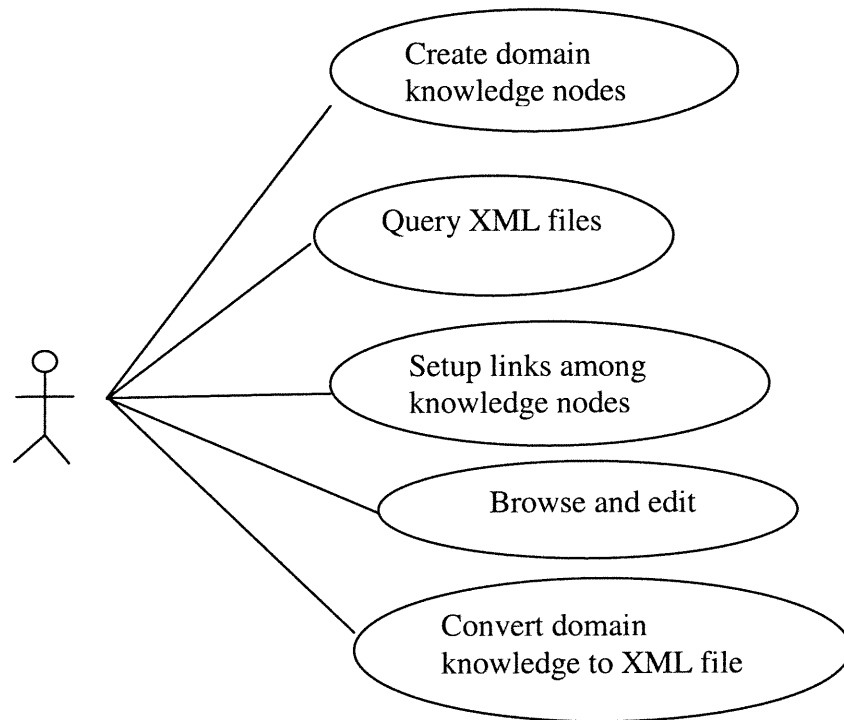 Create domain
knowledge nodes
Query XML files
Setup links among
knowledge nodes
Browse and edit
Convert domain
knowledge to XML file